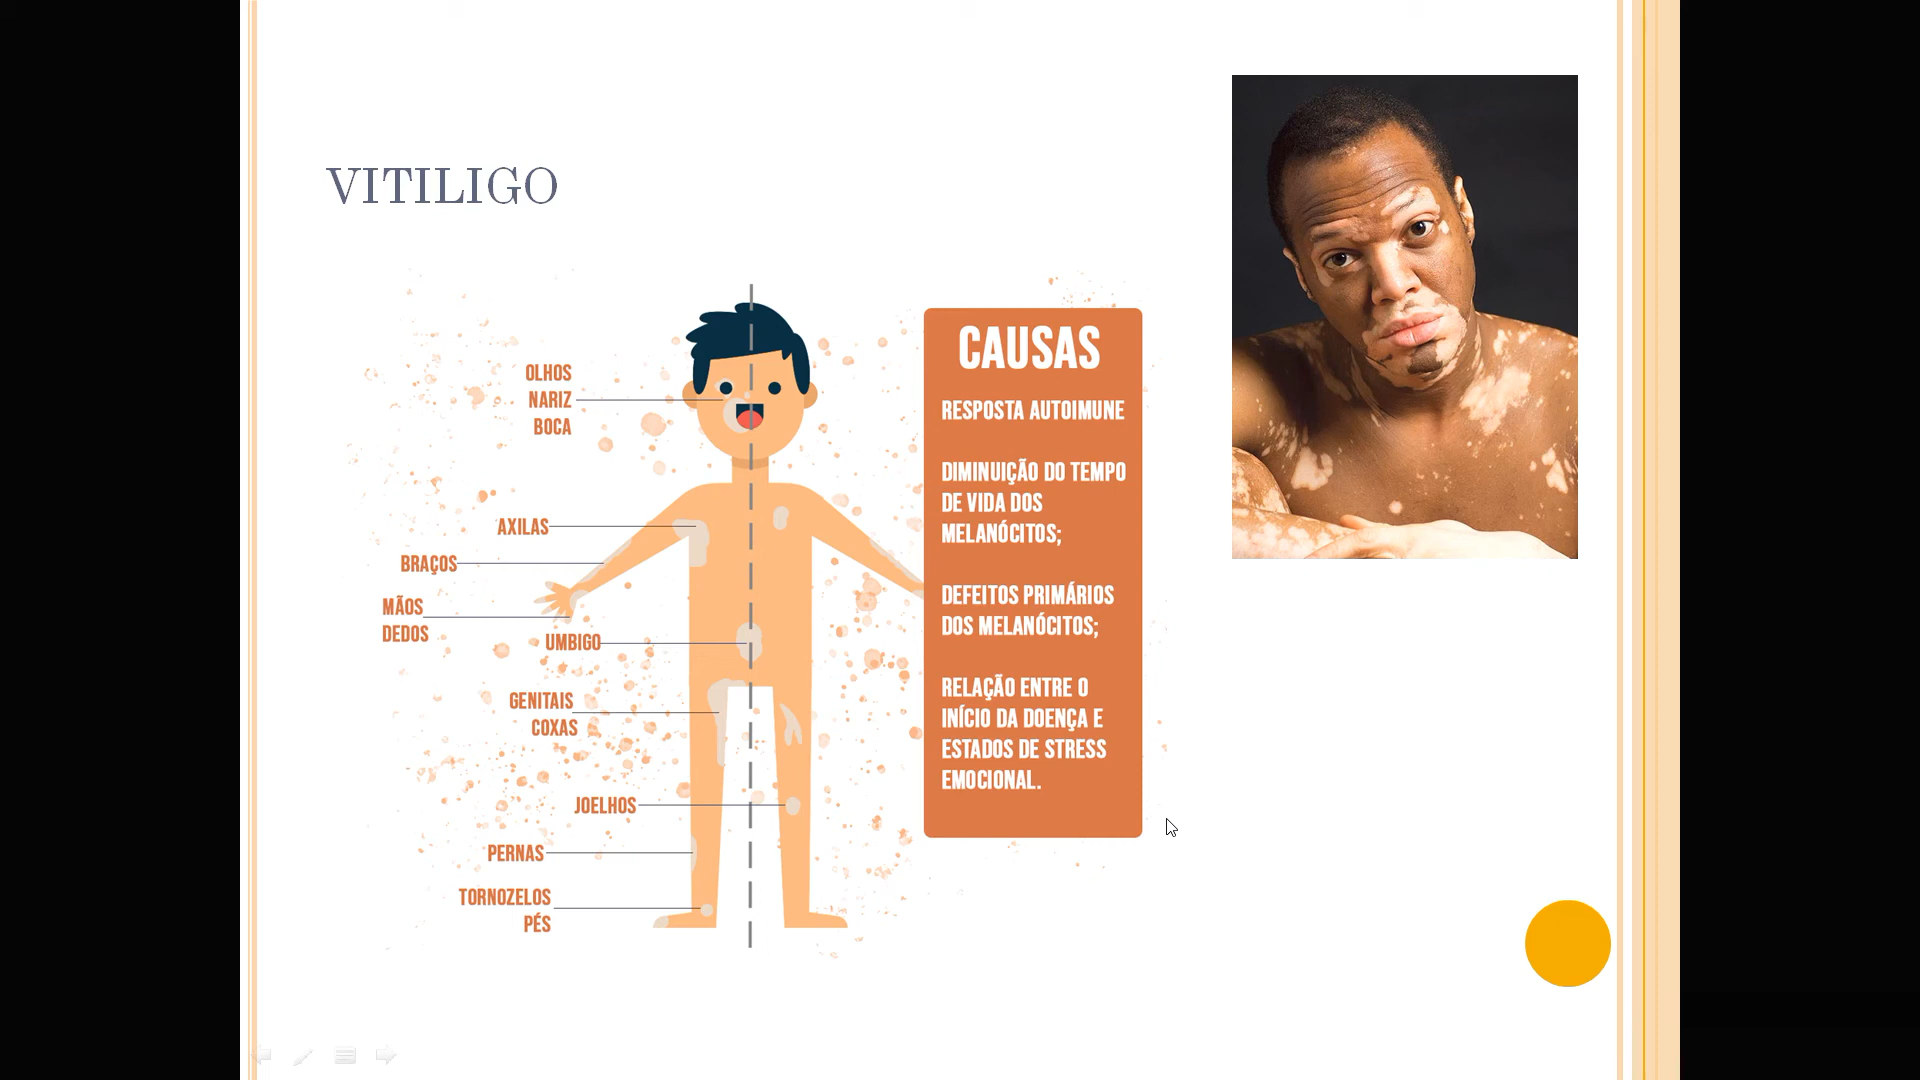 VITILIGO
OLHOS
NARIZ
BOCA
AXILAS
BRAÇOS
MÃOS
DEDOS
UMBIGO
GENITAIS
COXAS
JOELHOS
PERNAS
TORNOZELOS
PÉS
CAUSAS
RESPOSTA AUTOIMUNE
DIMINUIÇÃO DO TEMPO
DE VIDA DOS
MELANÓCITOS;
DEFEITOS PRIMÁRIOS
DOS MELANÓCITOS;
RELAÇÃO ENTRE O
INÍCIO DA DOENÇA E
ESTADOS DE STRESS
EMOCIONAL.